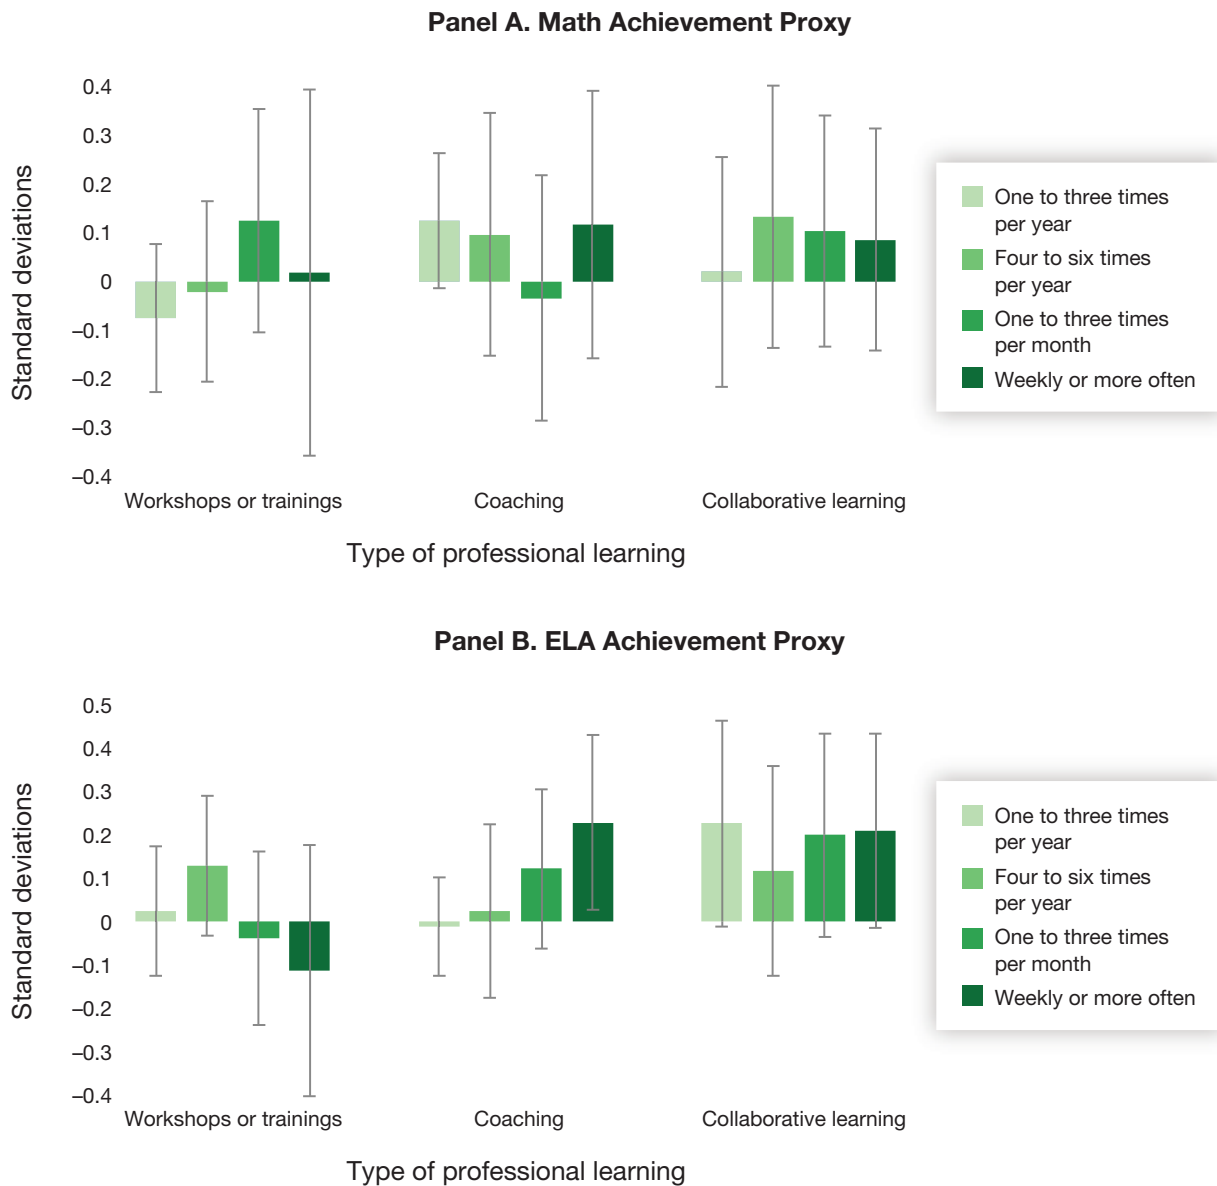 Panel A. Math Achievement Proxy
Standard deviations
0.4
0.3
0.2
0.1
0
–0.1
–0.2
–0.3
–0.4
Workshops or trainings
Coaching
Collaborative learning
Type of professional learning
One to three times
per year
Four to six times
per year
One to three times
per month
Weekly or more often
Panel B. ELA Achievement Proxy
Standard deviations
0.5
0.4
0.3
0.2
0.1
0
–0.1
–0.2
–0.3
–0.4
Workshops or trainings
Coaching
Collaborative learning
Type of professional learning
One to three times
per year
Four to six times
per year
One to three times
per month
Weekly or more often